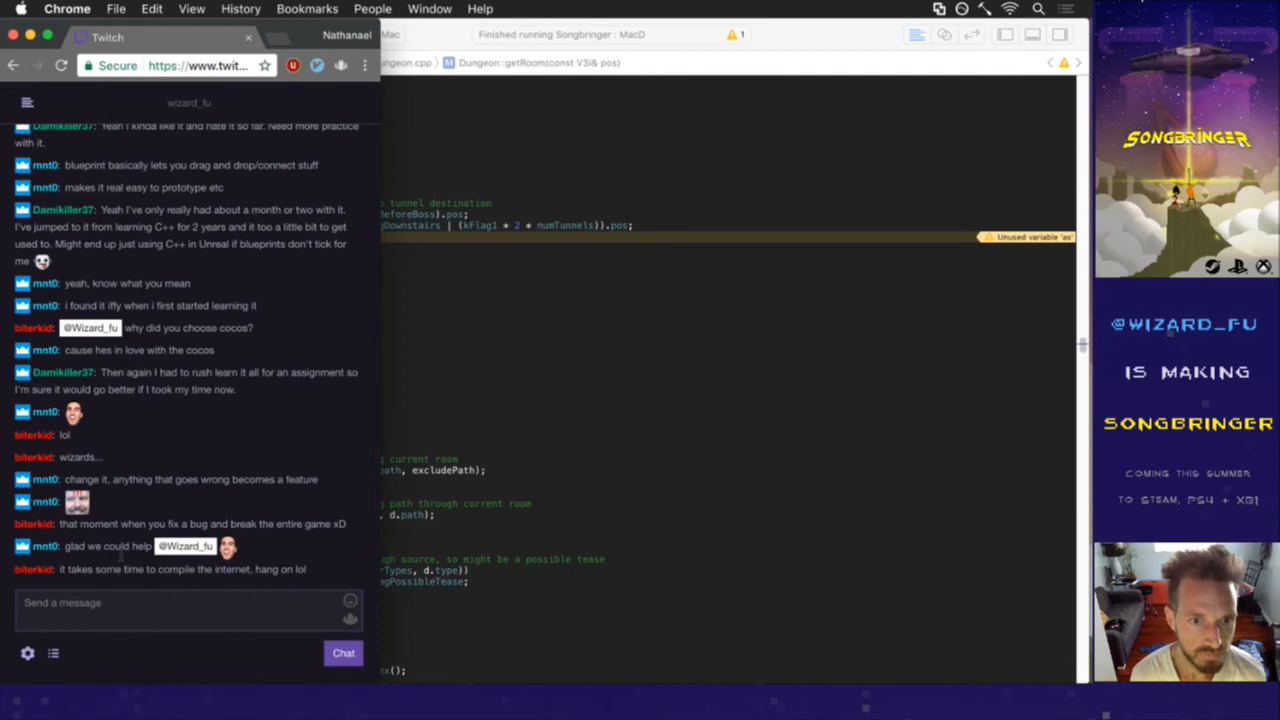 Chrome File Edit View History Bookmarks People Window Help
Twitch
Nathanael
Mac
Finished running Songbringer : MacD
1
Secure https://www.twit...
ungeon.cpp
M Dungeon::getRoom(const V3i& pos)
wizard_fu
Damikiller37: Yeah I kinda like it and hate it so far. Need more practice
with it.
mnt0: blueprint basically lets you drag and drop/connect stuff
mnt0: makes it real easy to prototype etc
Damikiller37: Yeah I've only really had about a month or two with it.
I've jumped to it from learning C++ for 2 years and it too a little bit to get
used to. Might end up just using C++ in Unreal if blueprints don't tick for
me
mnt0: yeah, know what you mean
mnt0: i found it iffy when i first started learning it
biterkid: @Wizard_fu why did you choose cocos?
mnt0: cause hes in love with the cocos
Damikiller37: Then again I had to rush learn it all for an assignment so
I'm sure it would go better if I took my time now.
mnt0:
biterkid: lol
biterkid: wizards...
mnt0: change it, anything that goes wrong becomes a feature
mnt0:
biterkid: that moment when you fix a bug and break the entire game xD
mnt0: glad we could help @Wizard_fu
biterkid: it takes some time to compile the internet, hang on lol
Send a message
Chat
o tunnel destination
BeforeBoss).pos;
gDownstairs | (kFlag1 * 2 * numTunnels)).pos;
Unused variable 'as'
g current room
path, excludePath);
ng path through current room
, d.path);
ough source, so might be a possible tease
rTypes, d.type))
agPossibleTease;
ex();
SONGBRINGER
@WIZARD_FU
IS MAKING
SONGBRINGER
COMING THIS SUMMER
TO STEAM, PS4 + XB1